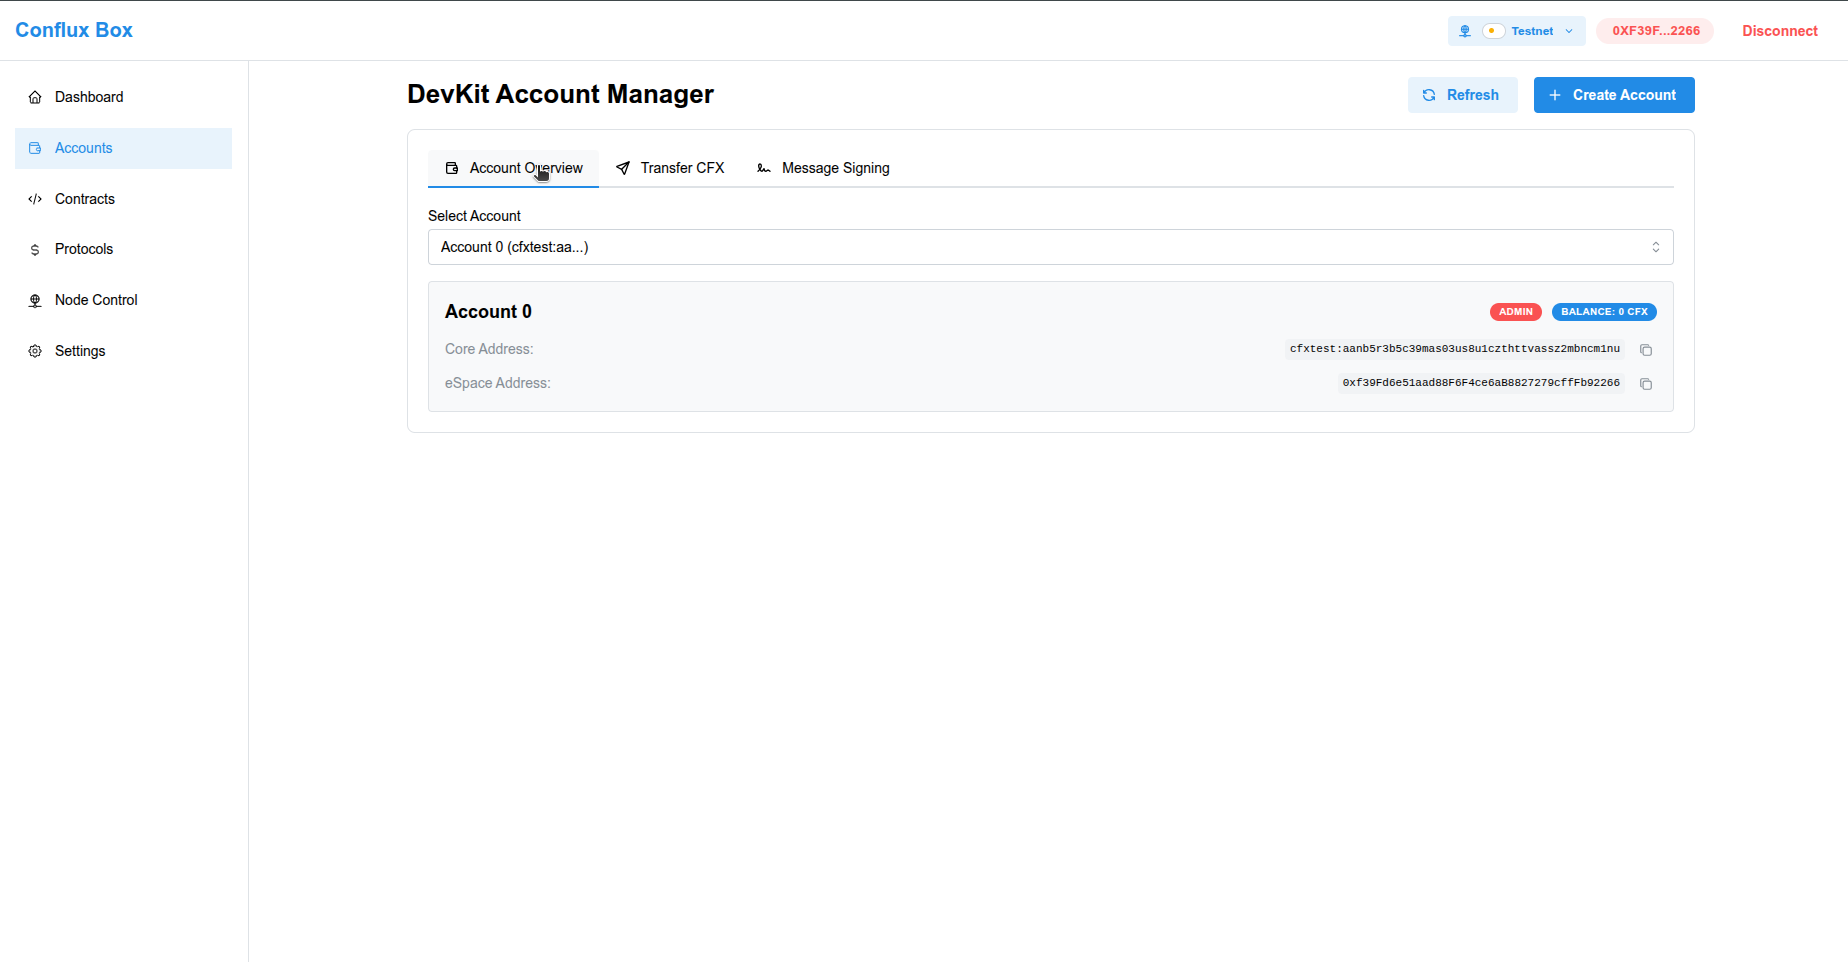 Conflux Box
Testnet
0XF39F...2266
Disconnect
Dashboard
Accounts
Contracts
Protocols
Node Control
Settings
DevKit Account Manager
Refresh
Create Account
Account Overview
Transfer CFX
Message Signing
Select Account
Account 0 (cfxtest:aa...)
Account 0
ADMIN
BALANCE: 0 CFX
Core Address:
cfxtest:aanb5r3b5c39mas03us8u1czthttvassz2mbncm1nu
eSpace Address:
0xf39Fd6e51aad88F6F4ce6aB8827279cffFb92266